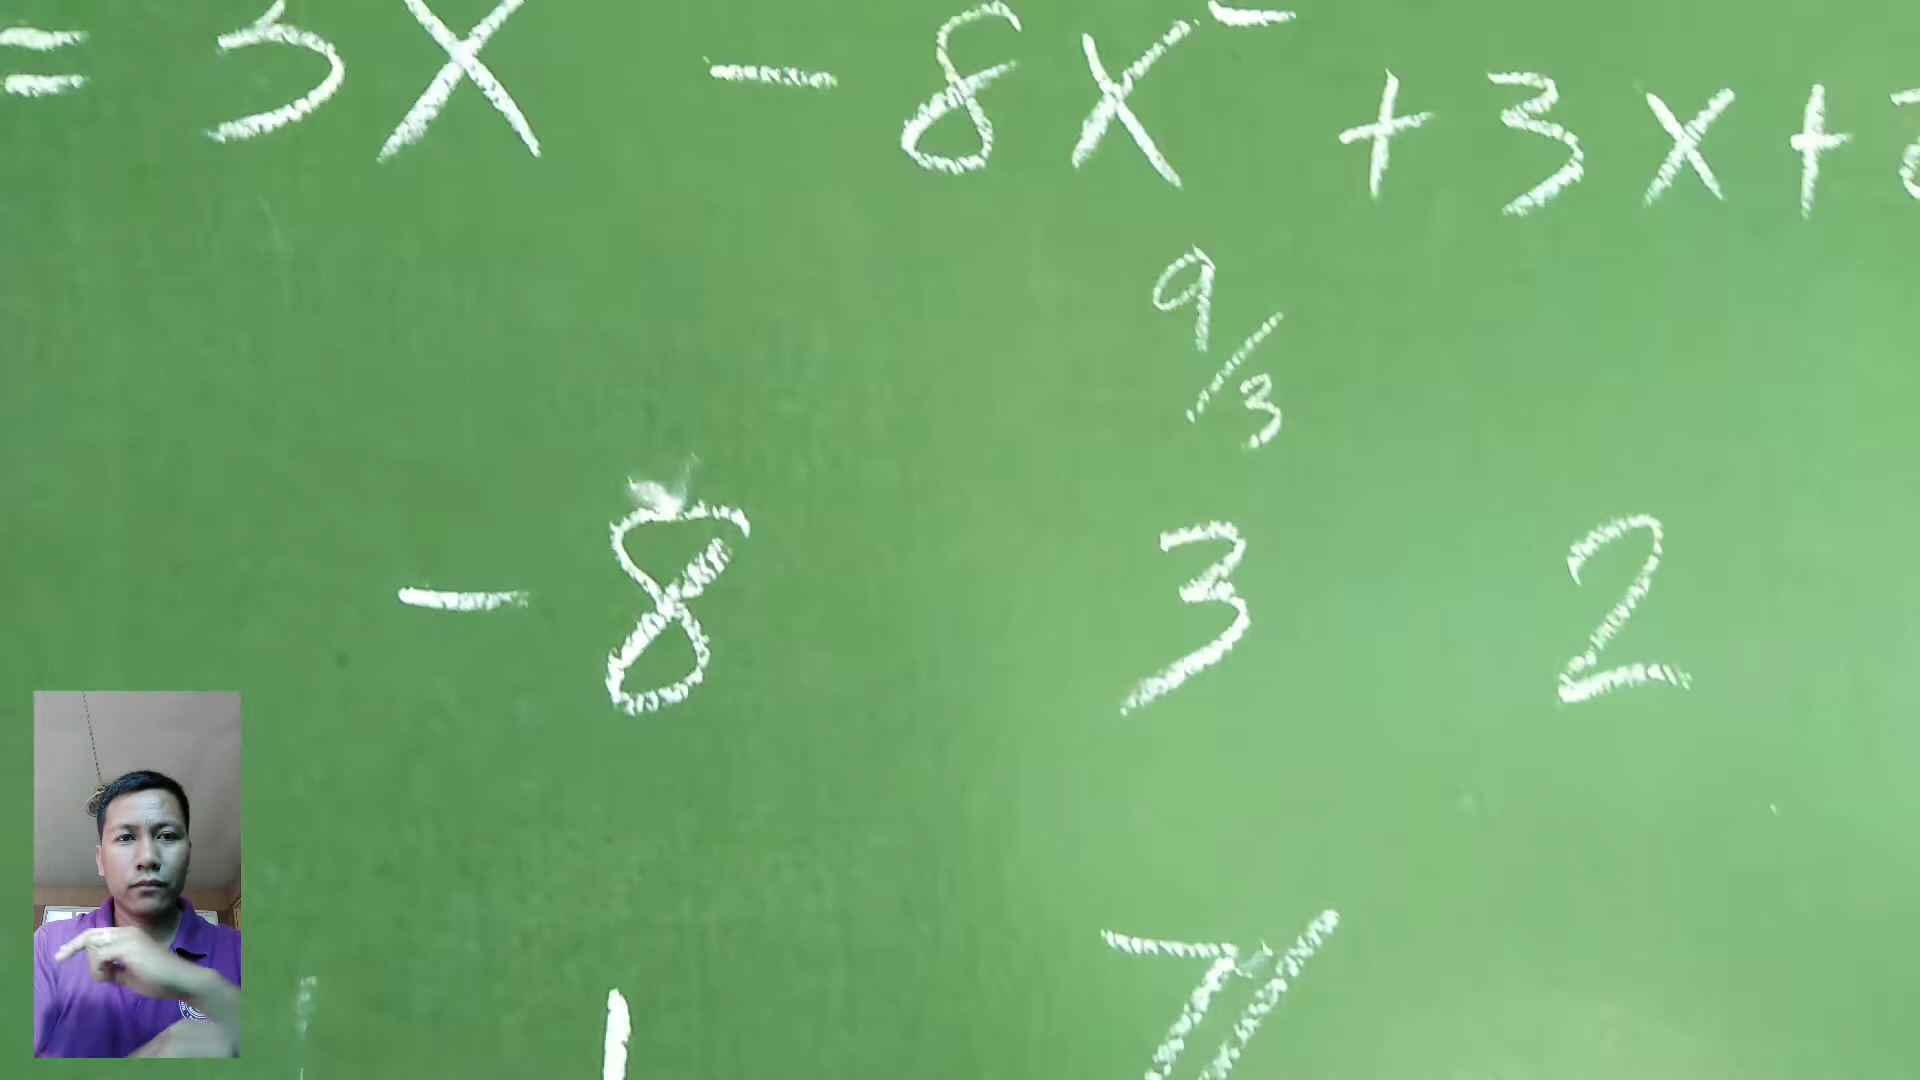 = 3x - 8x + 3x +
9/3
- 8 3 2
1 7/